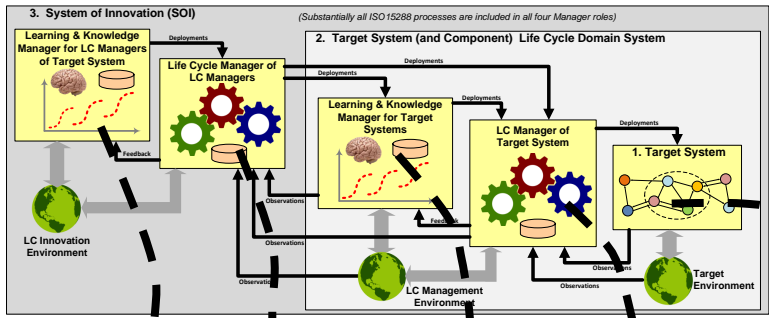 3. System of Innovation (SOI)
(Substantially all ISO15288 processes are included in all four Manager roles)
Learning & Knowledge
Manager for LC Managers
of Target System
Deployments
Life Cycle Manager of
LC Managers
2. Target System (and Component) Life Cycle Domain System
Deployments
Deployments
Learning & Knowledge
Manager for Target
Systems
Deployments
LC Manager of
Target System
Deployments
1. Target System
Feedback
Observations
Feedback
Observations
Observations
Observations
Observations
LC Innovation
Environment
LC Management
Environment
Target
Environment